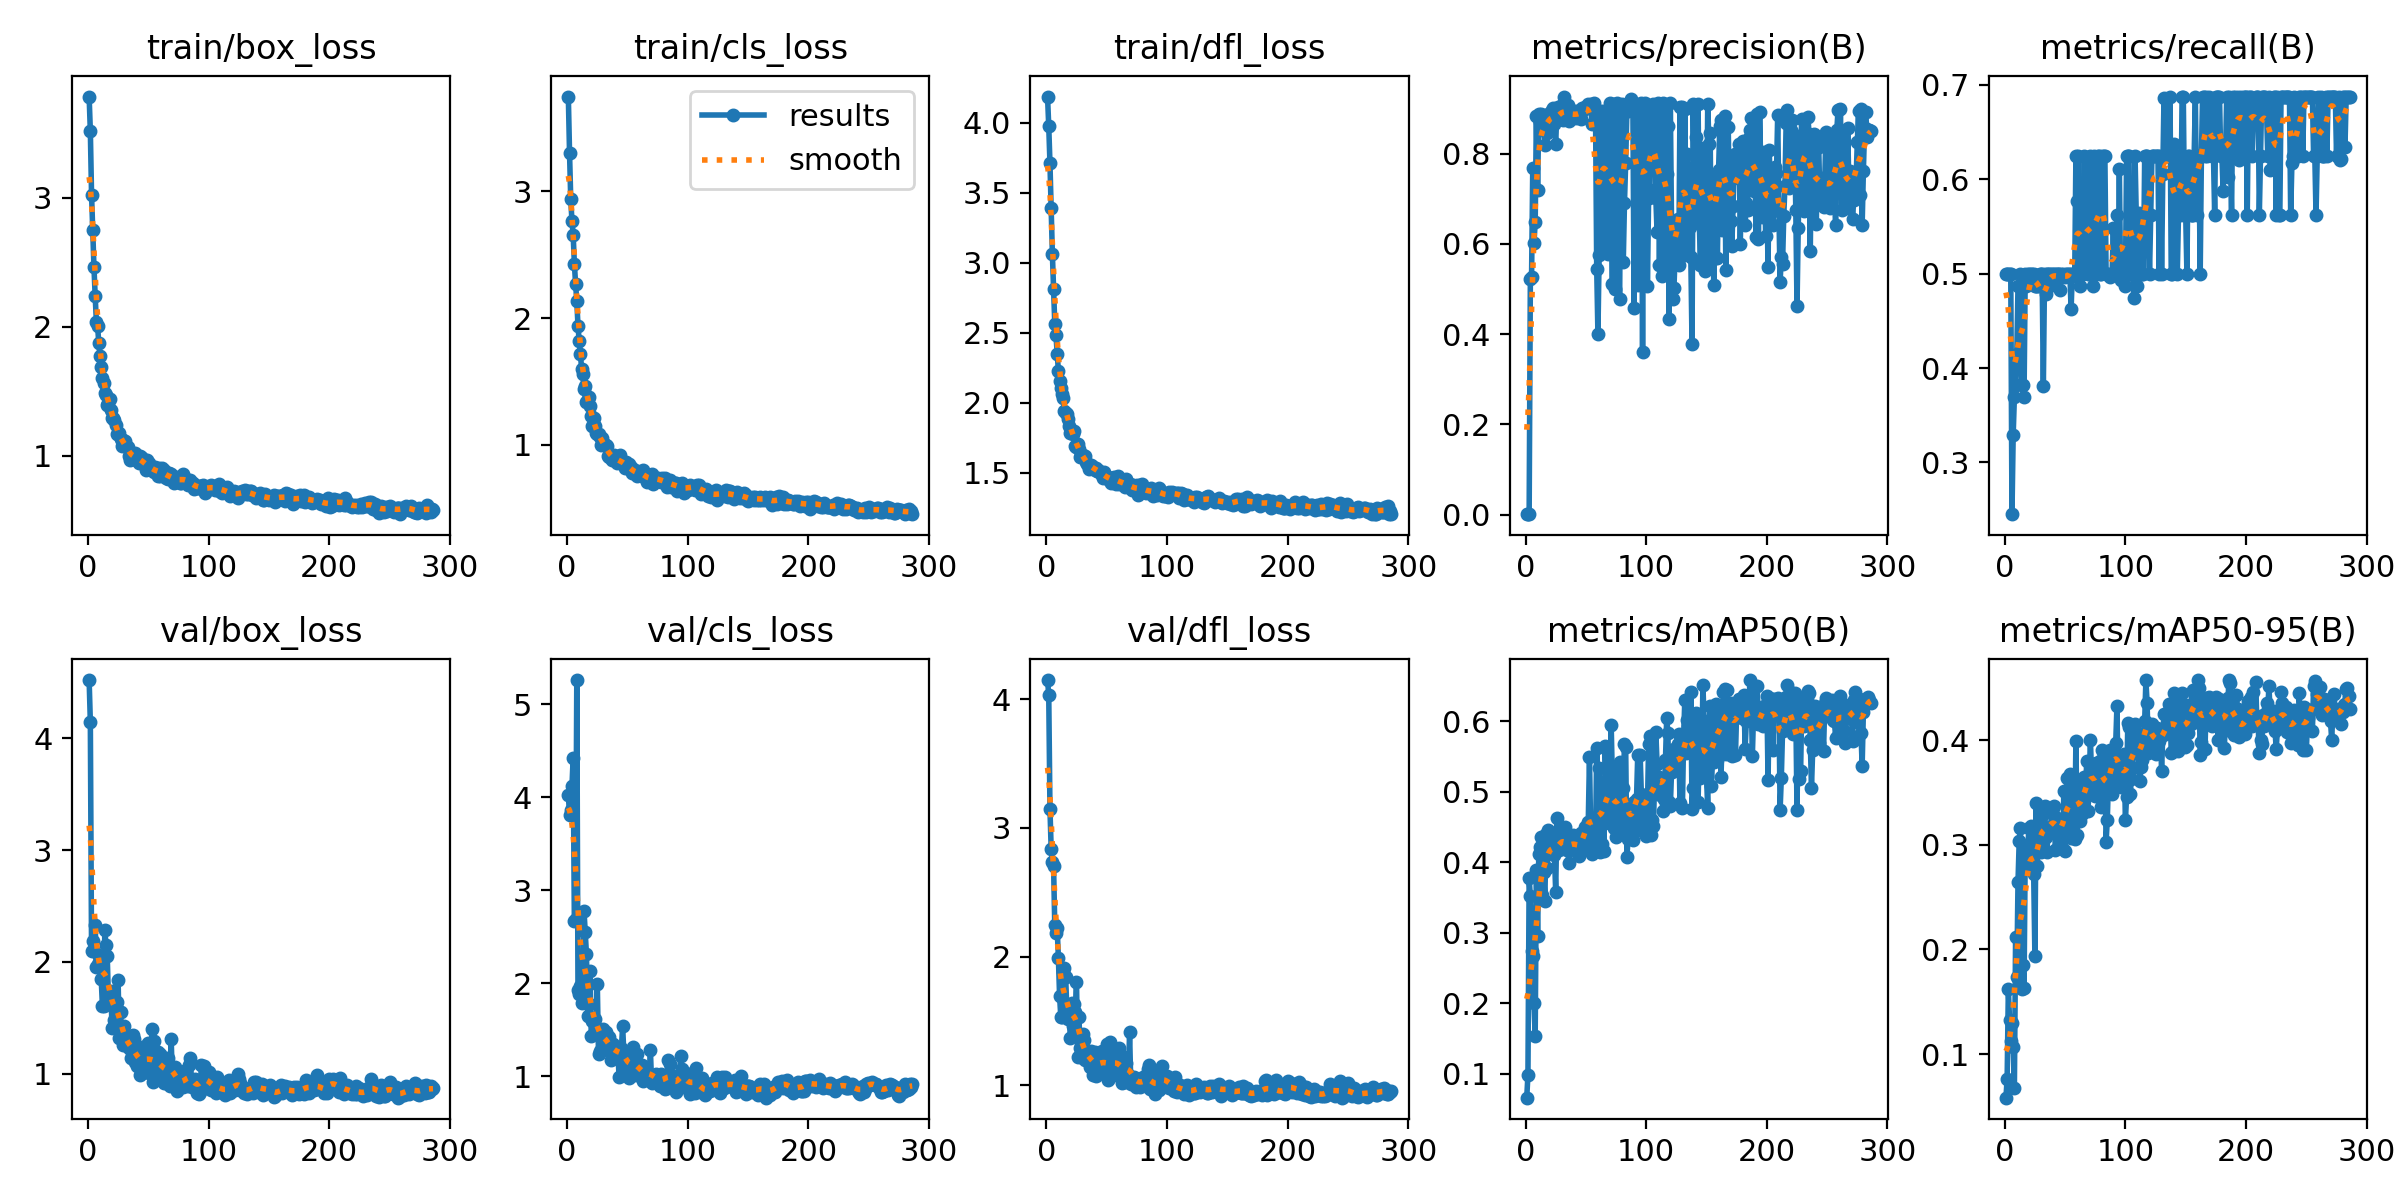 train/box_loss
train/cls_loss
train/dfl_loss
metrics/precision(B)
metrics/recall(B)
results
smooth
3
2
1
0 100 200 300
3
2
1
0 100 200 300
4.0
3.5
3.0
2.5
2.0
1.5
0 100 200 300
0.8
0.6
0.4
0.2
0.0
0 100 200 300
0.7
0.6
0.5
0.4
0.3
0 100 200 300
val/box_loss
val/cls_loss
val/dfl_loss
metrics/mAP50(B)
metrics/mAP50-95(B)
4
3
2
1
0 100 200 300
5
4
3
2
1
0 100 200 300
4
3
2
1
0 100 200 300
0.6
0.5
0.4
0.3
0.2
0.1
0 100 200 300
0.4
0.3
0.2
0.1
0 100 200 300